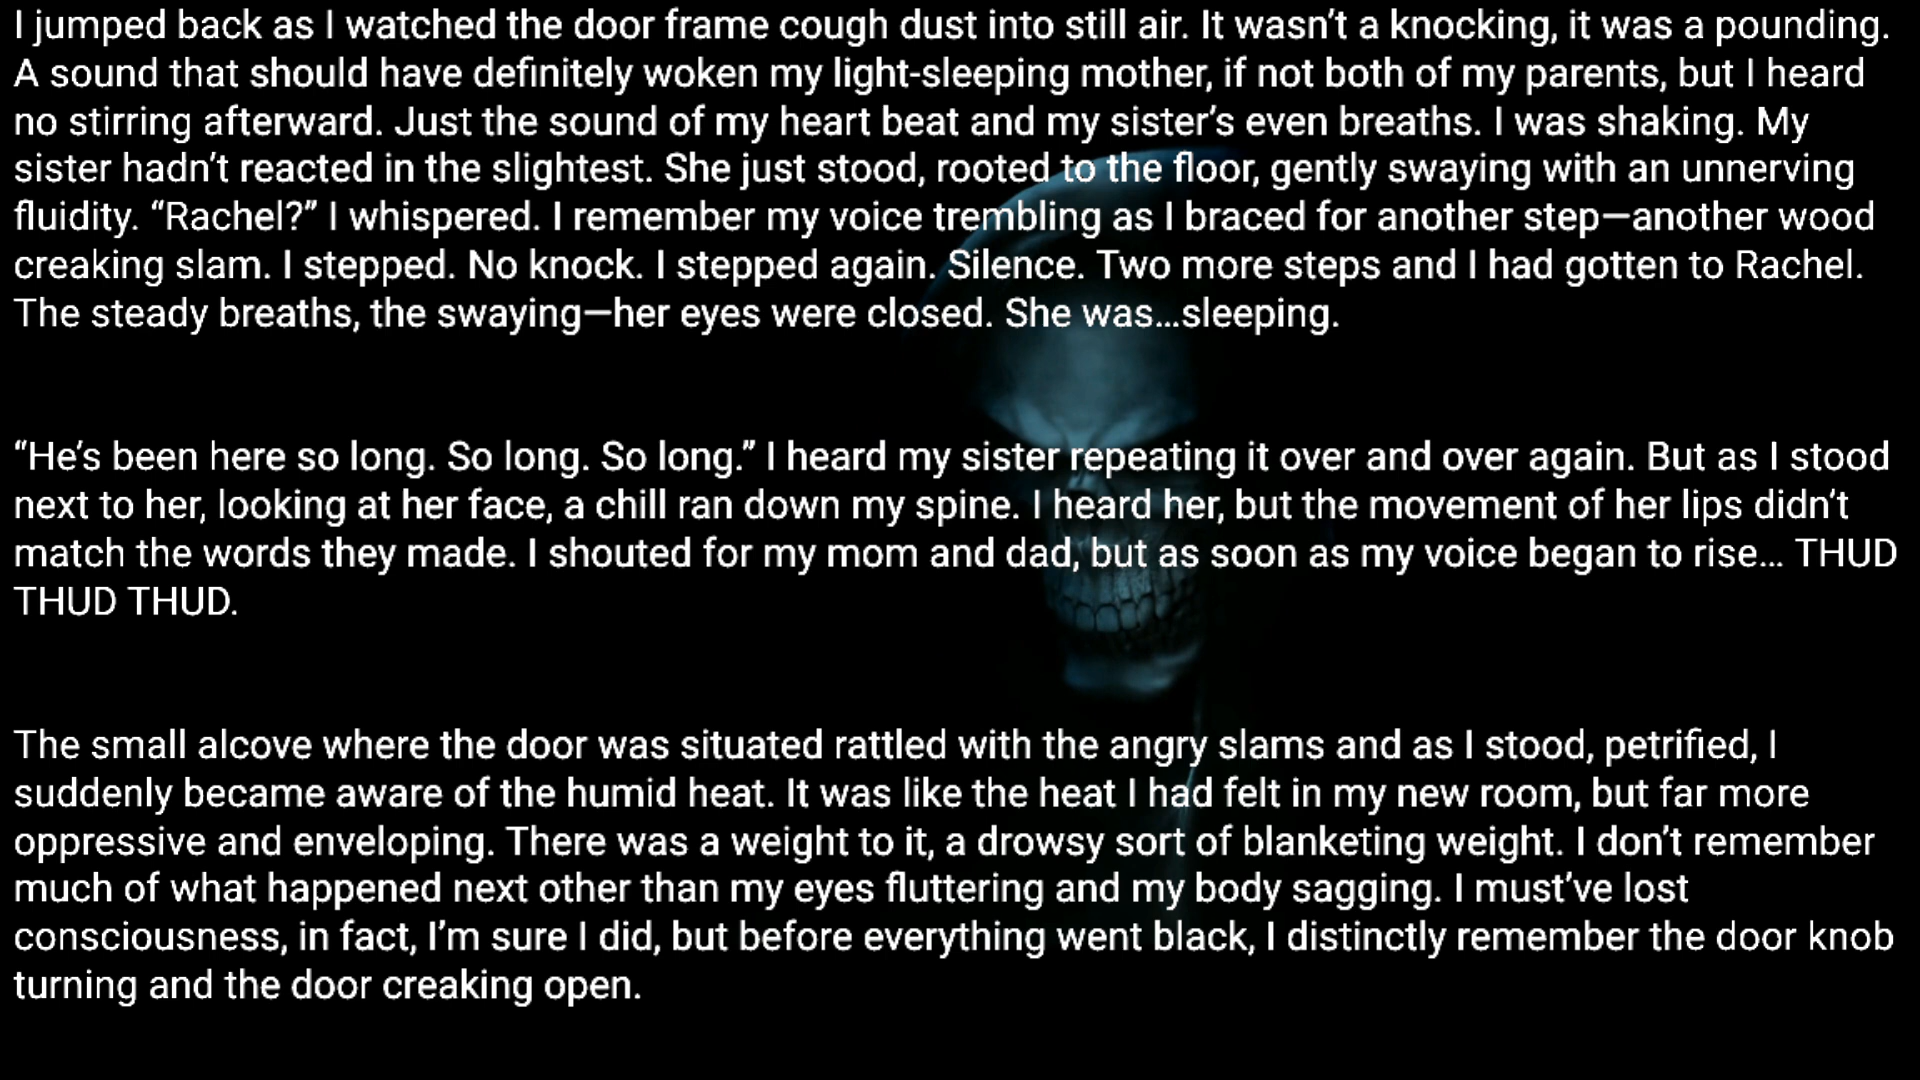 I jumped back as I watched the door frame cough dust into still air. It wasn’t a knocking, it was a pounding.
A sound that should have definitely woken my light-sleeping mother, if not both of my parents, but I heard
no stirring afterward. Just the sound of my heart beat and my sister’s even breaths. I was shaking. My
sister hadn’t reacted in the slightest. She just stood, rooted to the floor, gently swaying with an unnerving
fluidity. “Rachel?” I whispered. I remember my voice trembling as I braced for another step—another wood
creaking slam. I stepped. No knock. I stepped again. Silence. Two more steps and I had gotten to Rachel.
The steady breaths, the swaying—her eyes were closed. She was…sleeping.
“He’s been here so long. So long. So long.” I heard my sister repeating it over and over again. But as I stood
next to her, looking at her face, a chill ran down my spine. I heard her, but the movement of her lips didn’t
match the words they made. I shouted for my mom and dad, but as soon as my voice began to rise… THUD
THUD THUD.
The small alcove where the door was situated rattled with the angry slams and as I stood, petrified, I
suddenly became aware of the humid heat. It was like the heat I had felt in my new room, but far more
oppressive and enveloping. There was a weight to it, a drowsy sort of blanketing weight. I don’t remember
much of what happened next other than my eyes fluttering and my body sagging. I must’ve lost
consciousness, in fact, I’m sure I did, but before everything went black, I distinctly remember the door knob
turning and the door creaking open.